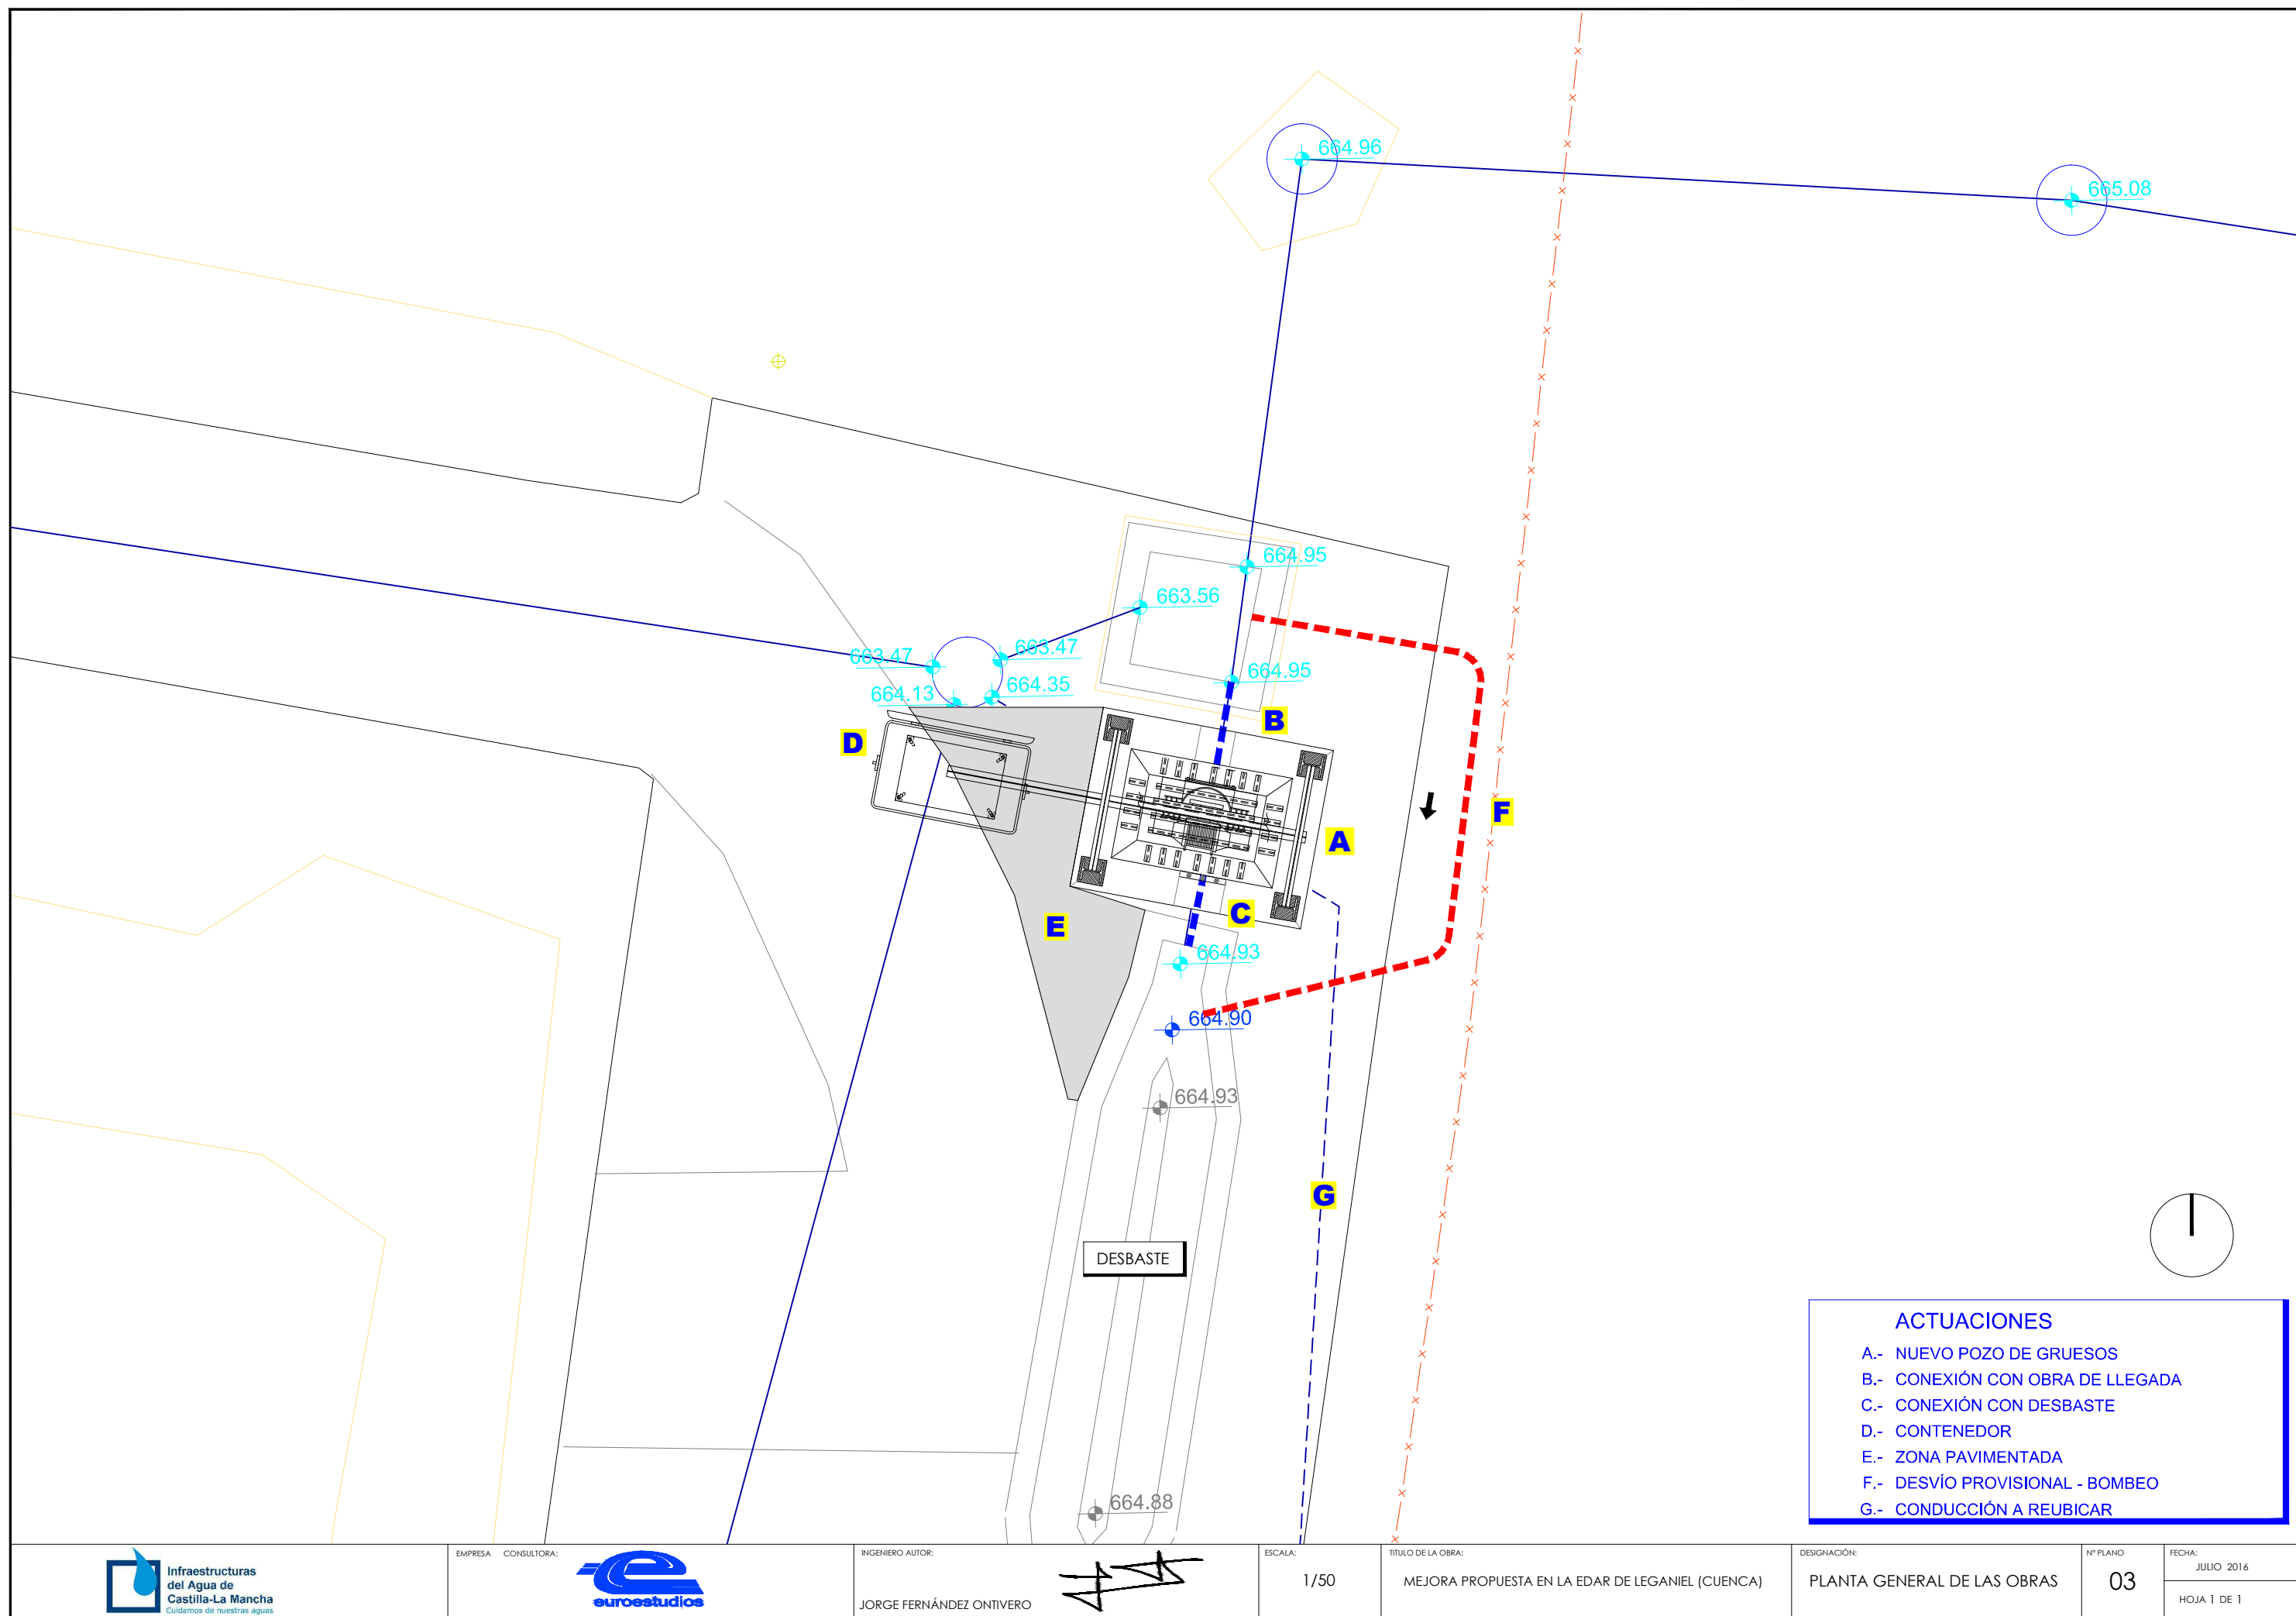 664.96
665.08
664.95
663.56
663.47
663.47
664.95
664.13
664.35
B
D
F
A
C
E
664.93
664.90
664.93
G
DESBASTE
664.88
ACTUACIONES
A.- NUEVO POZO DE GRUESOS
B.- CONEXIÓN CON OBRA DE LLEGADA
C.- CONEXIÓN CON DESBASTE
D.- CONTENEDOR
E.- ZONA PAVIMENTADA
F.- DESVÍO PROVISIONAL - BOMBEO
G.- CONDUCCIÓN A REUBICAR
Infraestructuras
del Agua de
Castilla-La Mancha
Cuidamos de nuestras aguas
EMPRESA CONSULTORA:
euroestudios
INGENIERO AUTOR:
JORGE FERNÁNDEZ ONTIVERO
ESCALA:
1/50
TITULO DE LA OBRA:
MEJORA PROPUESTA EN LA EDAR DE LEGANIEL (CUENCA)
DESIGNACIÓN:
PLANTA GENERAL DE LAS OBRAS
Nº PLANO
03
FECHA:
JULIO 2016
HOJA 1 DE 1